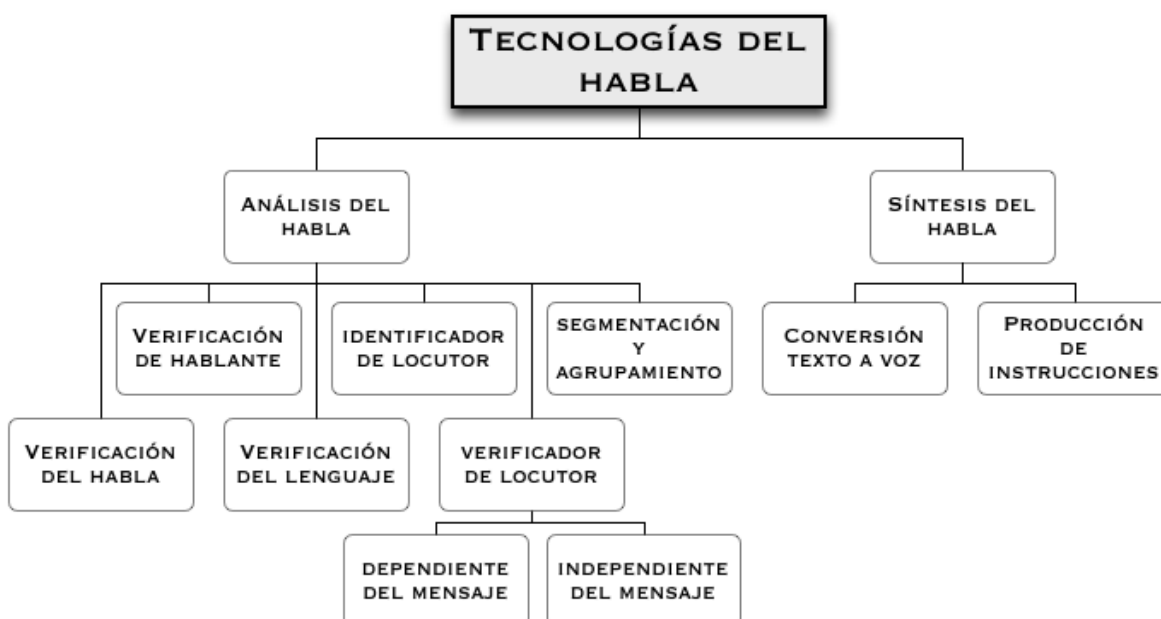 TECNOLOGÍAS DEL
HABLA
ANÁLISIS DEL
HABLA
SÍNTESIS DEL
HABLA
VERIFICACIÓN
DE HABLANTE
IDENTIFICADOR
DE LOCUTOR
SEGMENTACIÓN
Y
AGRUPAMIENTO
CONVERSIÓN
TEXTO A VOZ
PRODUCCIÓN
DE
INSTRUCCIONES
VERIFICACIÓN
DEL HABLA
VERIFICACIÓN
DEL LENGUAJE
VERIFICADOR
DE LOCUTOR
DEPENDIENTE
DEL MENSAJE
INDEPENDIENTE
DEL MENSAJE